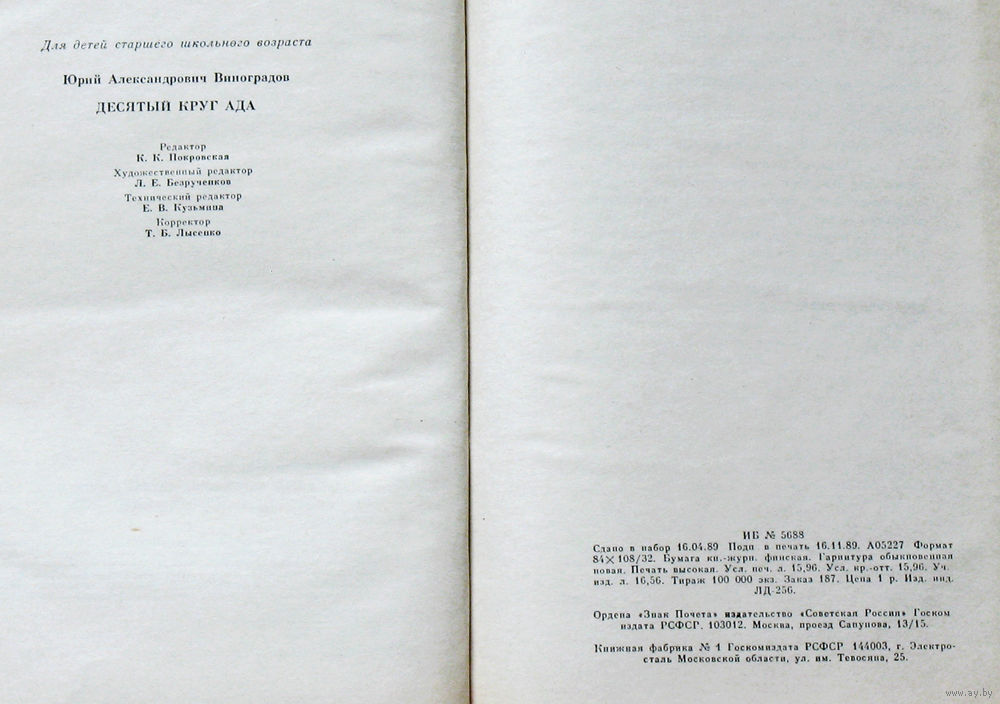 Для детей старшего школьного возраста
Юрий Александрович Виноградов
ДЕСЯТЫЙ КРУГ АДА
Редактор
К. К. Покровская
Художественный редактор
Л. Е. Безрученков
Технический редактор
Е. В. Кузьмина
Корректор
Т. Б. Лысенко
ИБ № 5688
Сдано в набор 16.04.89 Подп в печать 16.11.89. А05227 Формат
84×108/32. Бумага кн.-журн. финская. Гарнитура обыкновенная
новая. Печать высокая. Усл. печ. л. 15,96. Усл. кр.-отт. 15,96. Уч.
изд. л. 16,56. Тираж 100 000 экз. Заказ 187. Цена 1 р. Изд. инд.
ЛД-256.
Ордена «Знак Почета» издательство «Советская Россия» Госком
издата РСФСР. 103012. Москва, проезд Сапунова, 13/15.
Книжная фабрика № 1 Госкомиздата РСФСР 144003, г. Электро-
сталь Московской области, ул. им. Тевосяна, 25.
www.ay.by